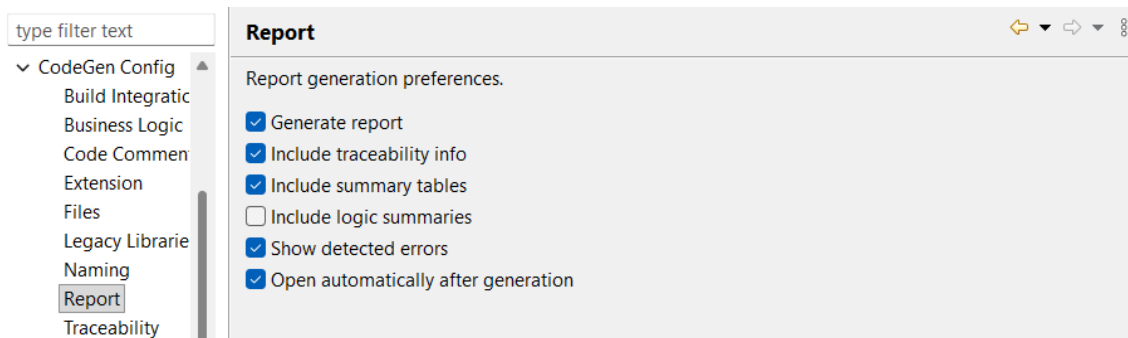 type filter text
CodeGen Config
Build Integratic
Business Logic
Code Commen
Extension
Files
Legacy Librarie
Naming
Report
Traceability
Report
Report generation preferences.
Generate report
Include traceability info
Include summary tables
Include logic summaries
Show detected errors
Open automatically after generation